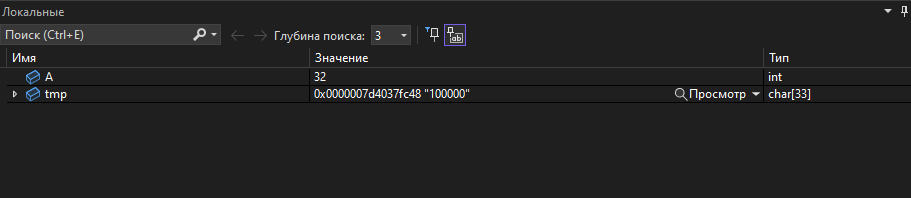 Локальные
Поиск (Ctrl+E) Глубина поиска: 3
Имя Значение Тип
A 32 int
tmp 0x0000007d4037fc48 "100000" Просмотр char[33]